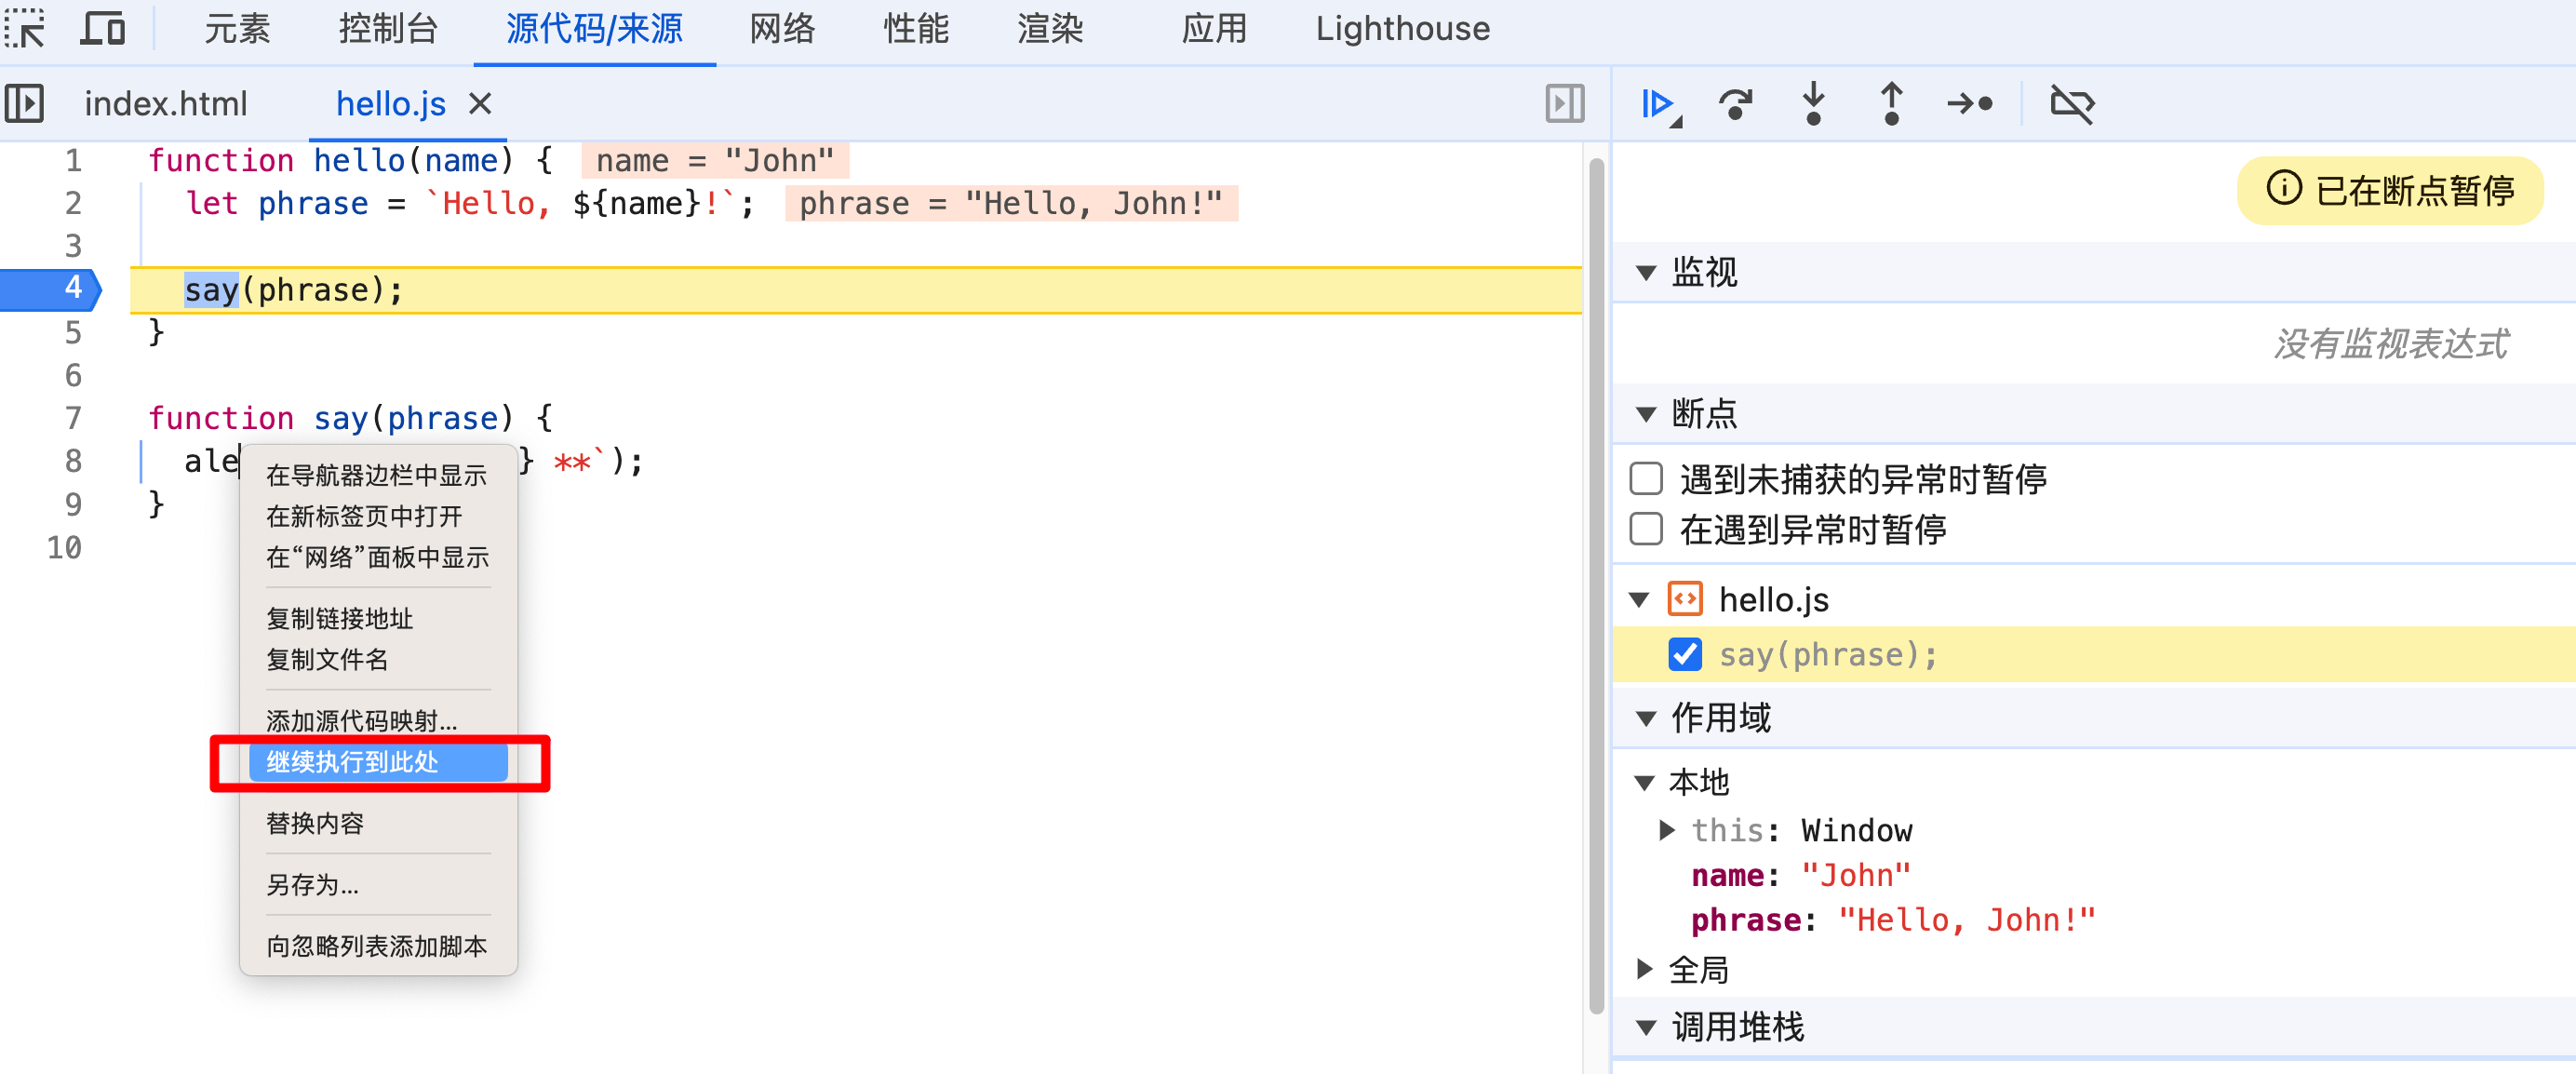 元素 控制台 源代码/来源 网络 性能 渲染 应用 Lighthouse
index.html hello.js
1 function hello(name) { name = "John"
2 let phrase = `Hello, ${name}!`; phrase = "Hello, John!"
3
4 say(phrase);
5 }
6
7 function say(phrase) {
8 ale } **`);
9 }
10
在导航器边栏中显示
在新标签页中打开
在“网络”面板中显示
复制链接地址
复制文件名
添加源代码映射...
继续执行到此处
替换内容
另存为...
向忽略列表添加脚本
已在断点暂停
监视
没有监视表达式
断点
遇到未捕获的异常时暂停
在遇到异常时暂停
hello.js
say(phrase);
作用域
本地
this: Window
name: "John"
phrase: "Hello, John!"
全局
调用堆栈